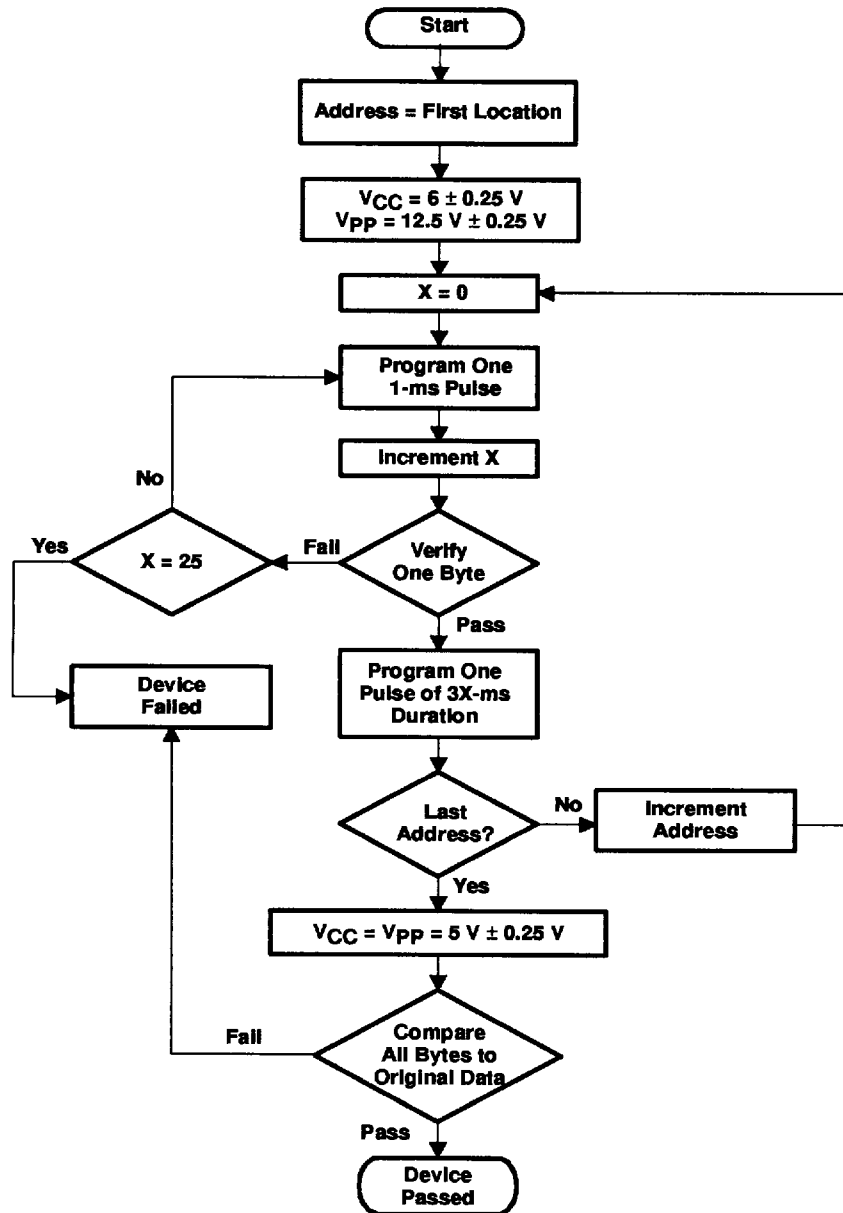 Start
Address = First Location
VCC = 6 ± 0.25 V
VPP = 12.5 V ± 0.25 V
X = 0
Program One
1-ms Pulse
Increment X
No
Yes
X = 25
Fail
Verify
One Byte
Pass
Program One
Pulse of 3X-ms
Duration
Device
Failed
Last
Address?
No
Increment
Address
Yes
VCC = VPP = 5 V ± 0.25 V
Fail
Compare
All Bytes to
Original Data
Pass
Device
Passed